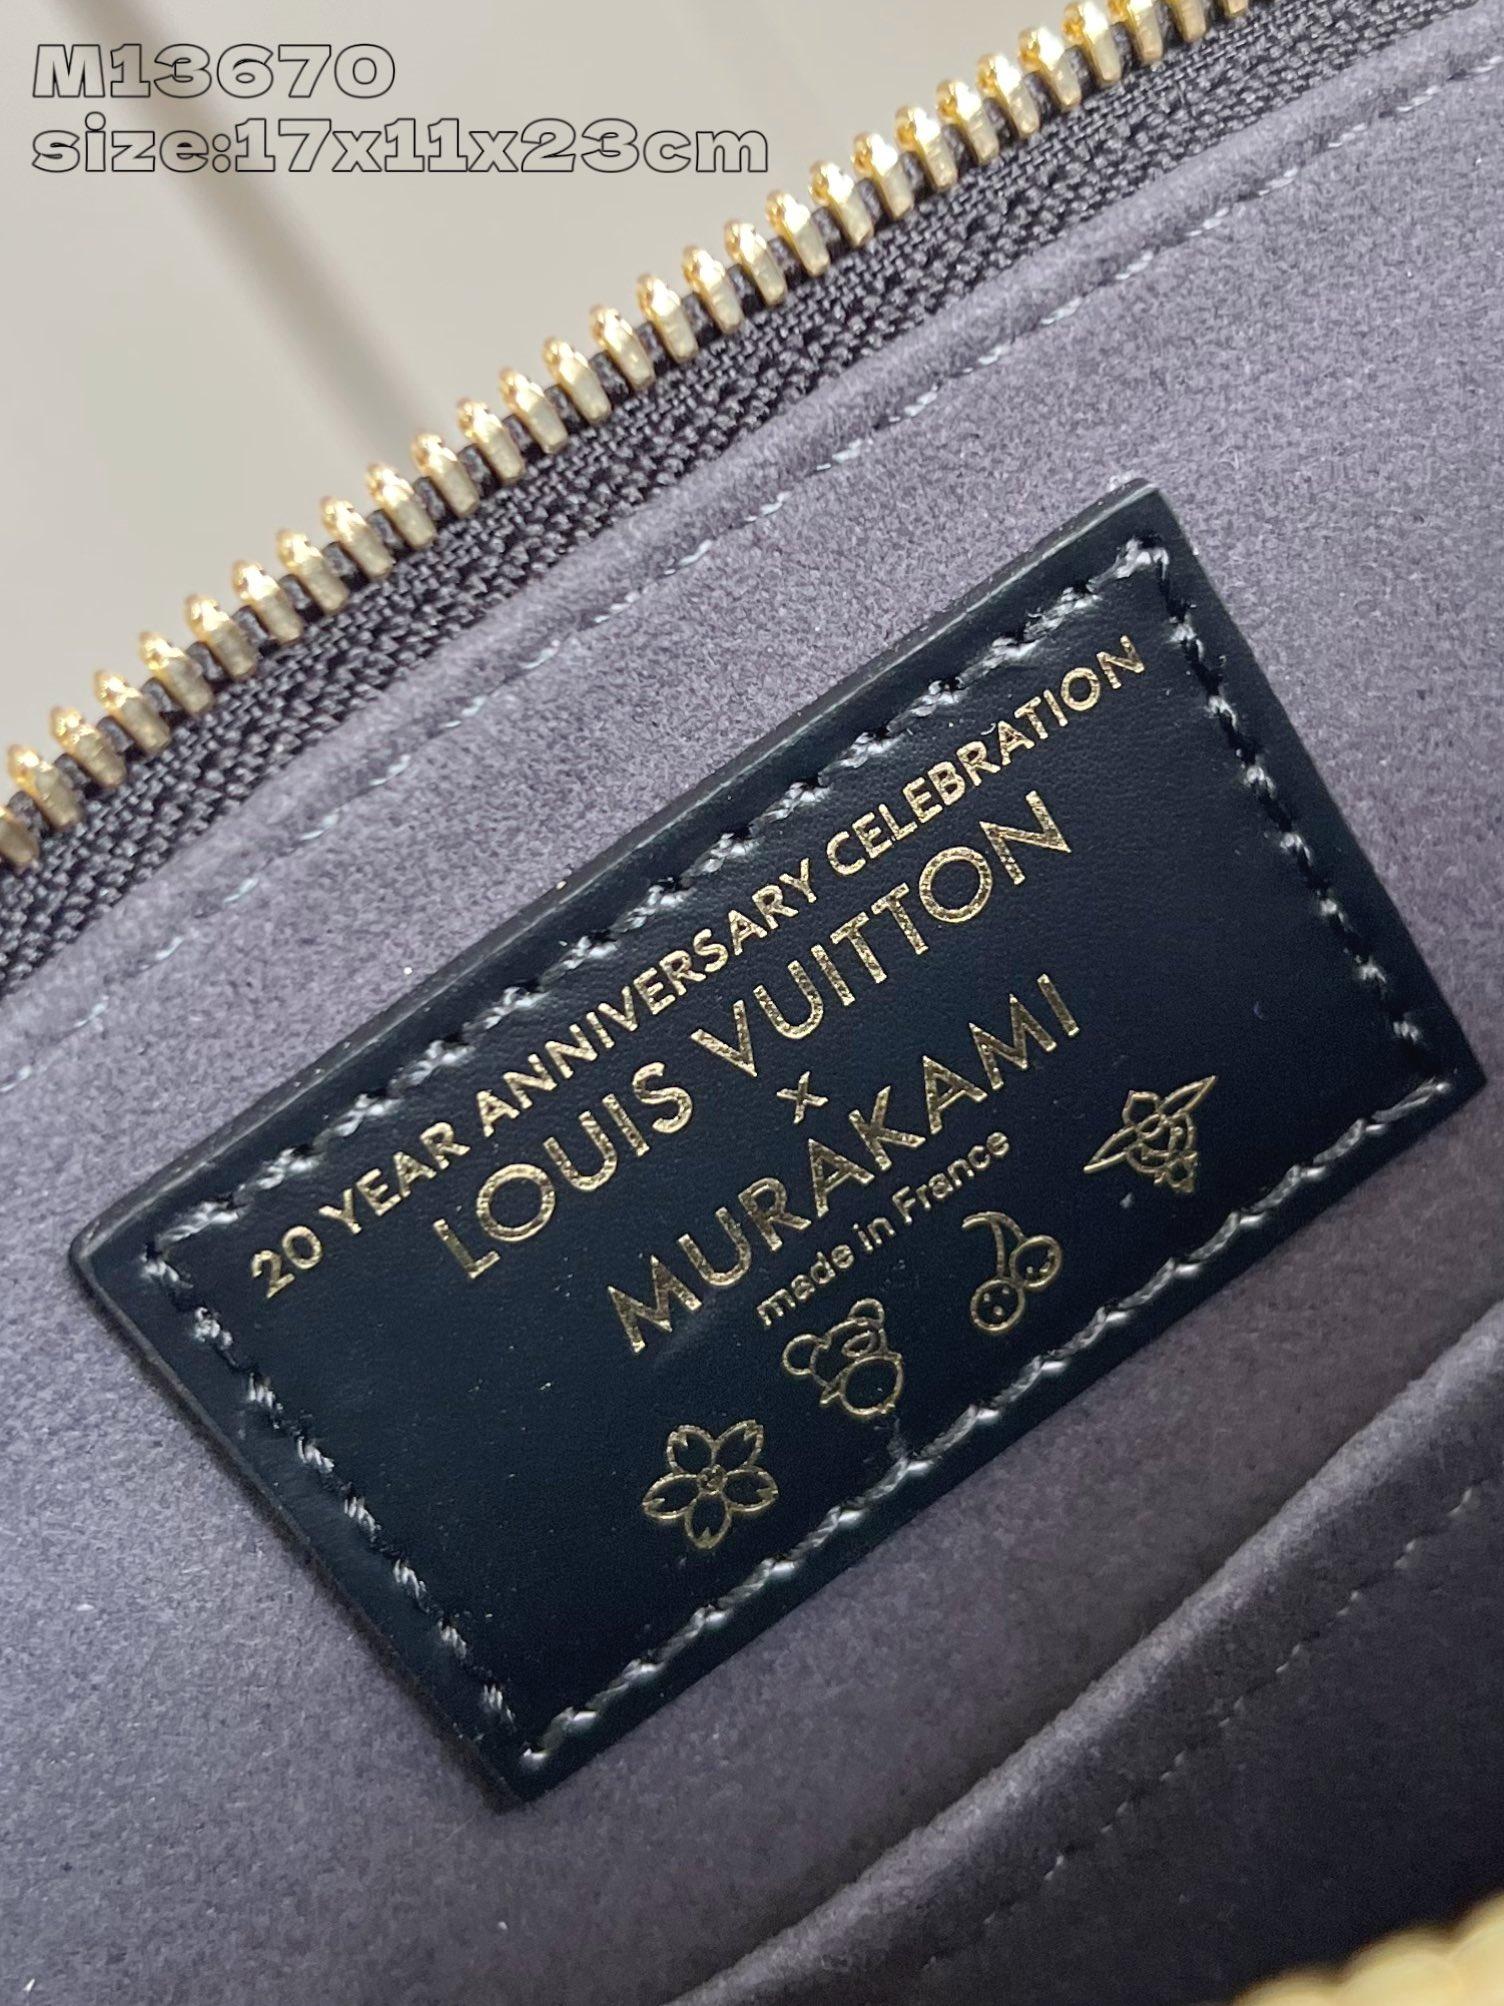 M13670
size:17x11x23cm
20 YEAR ANNIVERSARY CELEBRATION
LOUIS VUITTON
x
MURAKAMI
made in France